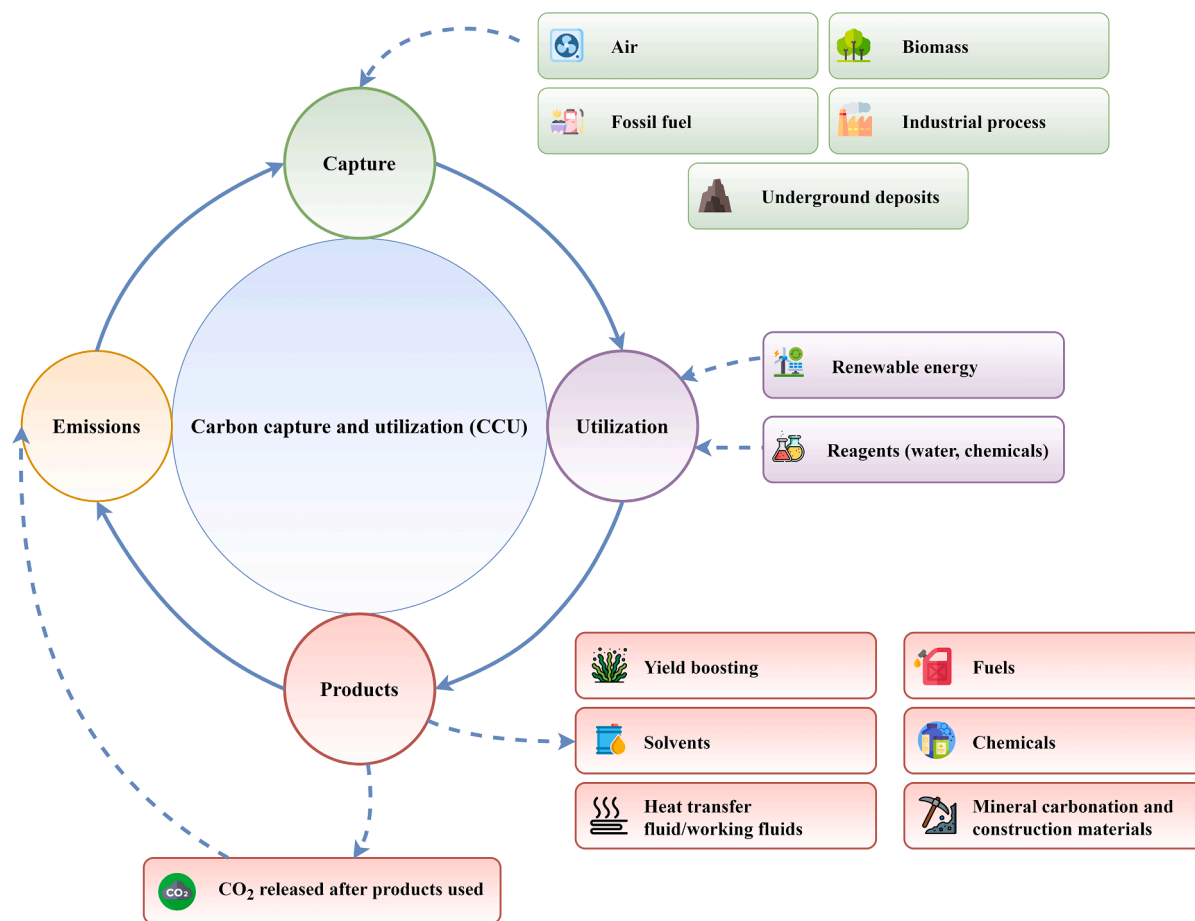 Air
Biomass
Fossil fuel
Industrial process
Underground deposits
Capture
Renewable energy
Emissions
Carbon capture and utilization (CCU)
Utilization
Reagents (water, chemicals)
Products
Yield boosting
Fuels
Solvents
Chemicals
Heat transfer
fluid/working fluids
Mineral carbonation and
construction materials
CO2
CO₂ released after products used